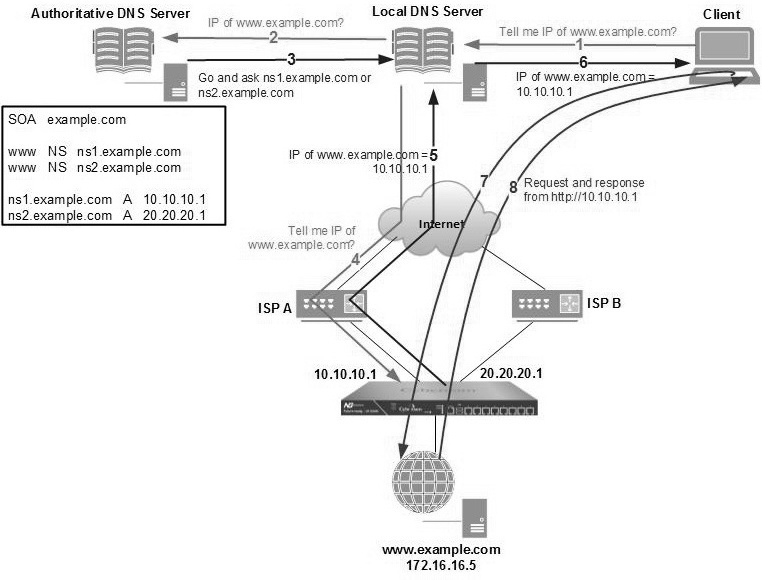 Authoritative DNS Server
Local DNS Server
Client
IP of www.example.com?
2
Tell me IP of www.example.com?
1
3
6
Go and ask ns1.example.com or
ns2.example.com
IP of www.example.com =
10.10.10.1
SOA example.com
www NS ns1.example.com
www NS ns2.example.com
ns1.example.com A 10.10.10.1
ns2.example.com A 20.20.20.1
IP of www.example.com =
10.10.10.1
5
7
8
Request and response
from http://10.10.10.1
Internet
Tell me IP of
www.example.com?
4
ISP A
ISP B
10.10.10.1
20.20.20.1
www.example.com
172.16.16.5